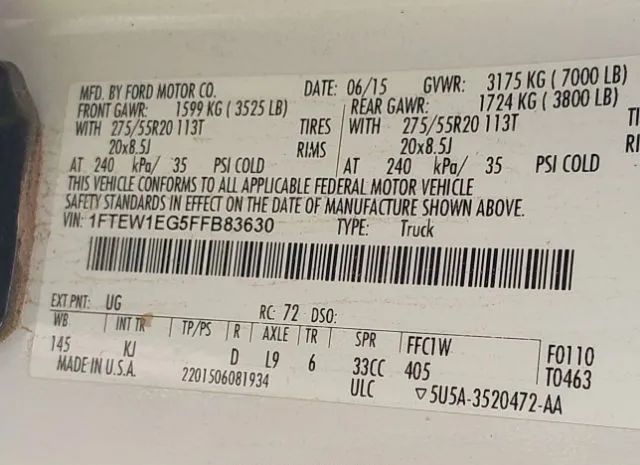 MFD. BY FORD MOTOR CO. DATE: 06/15 GVWR: 3175 KG ( 7000 LB)
FRONT GAWR: 1599 KG ( 3525 LB) REAR GAWR: 1724 KG ( 3800 LB)
WITH 275/55R20 113T TIRES WITH 275/55R20 113T
20x8.5J RIMS 20x8.5J
AT 240 kPa/ 35 PSI COLD AT 240 kPa/ 35 PSI COLD
THIS VEHICLE CONFORMS TO ALL APPLICABLE FEDERAL MOTOR VEHICLE
SAFETY STANDARDS IN EFFECT ON THE DATE OF MANUFACTURE SHOWN ABOVE.
VIN: 1FTEW1EG5FFB83630 TYPE: Truck
EXT PNT: UG RC: 72 DSO:
WB INT TR TP/PS R AXLE TR SPR FFC1W F0110
145 KJ D L9 6 33CC 405 T0463
MADE IN U.S.A. 2201506081934 ULC ▽5U5A-3520472-AA